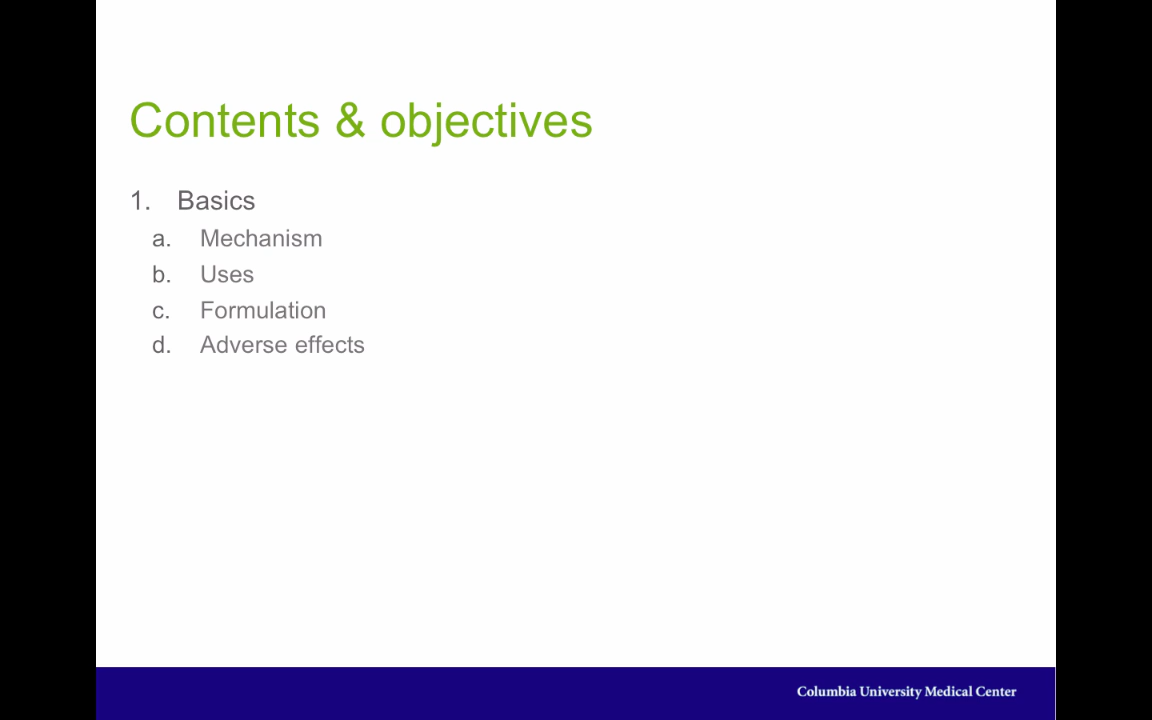 Contents & objectives
1. Basics
a. Mechanism
b. Uses
c. Formulation
d. Adverse effects
Columbia University Medical Center